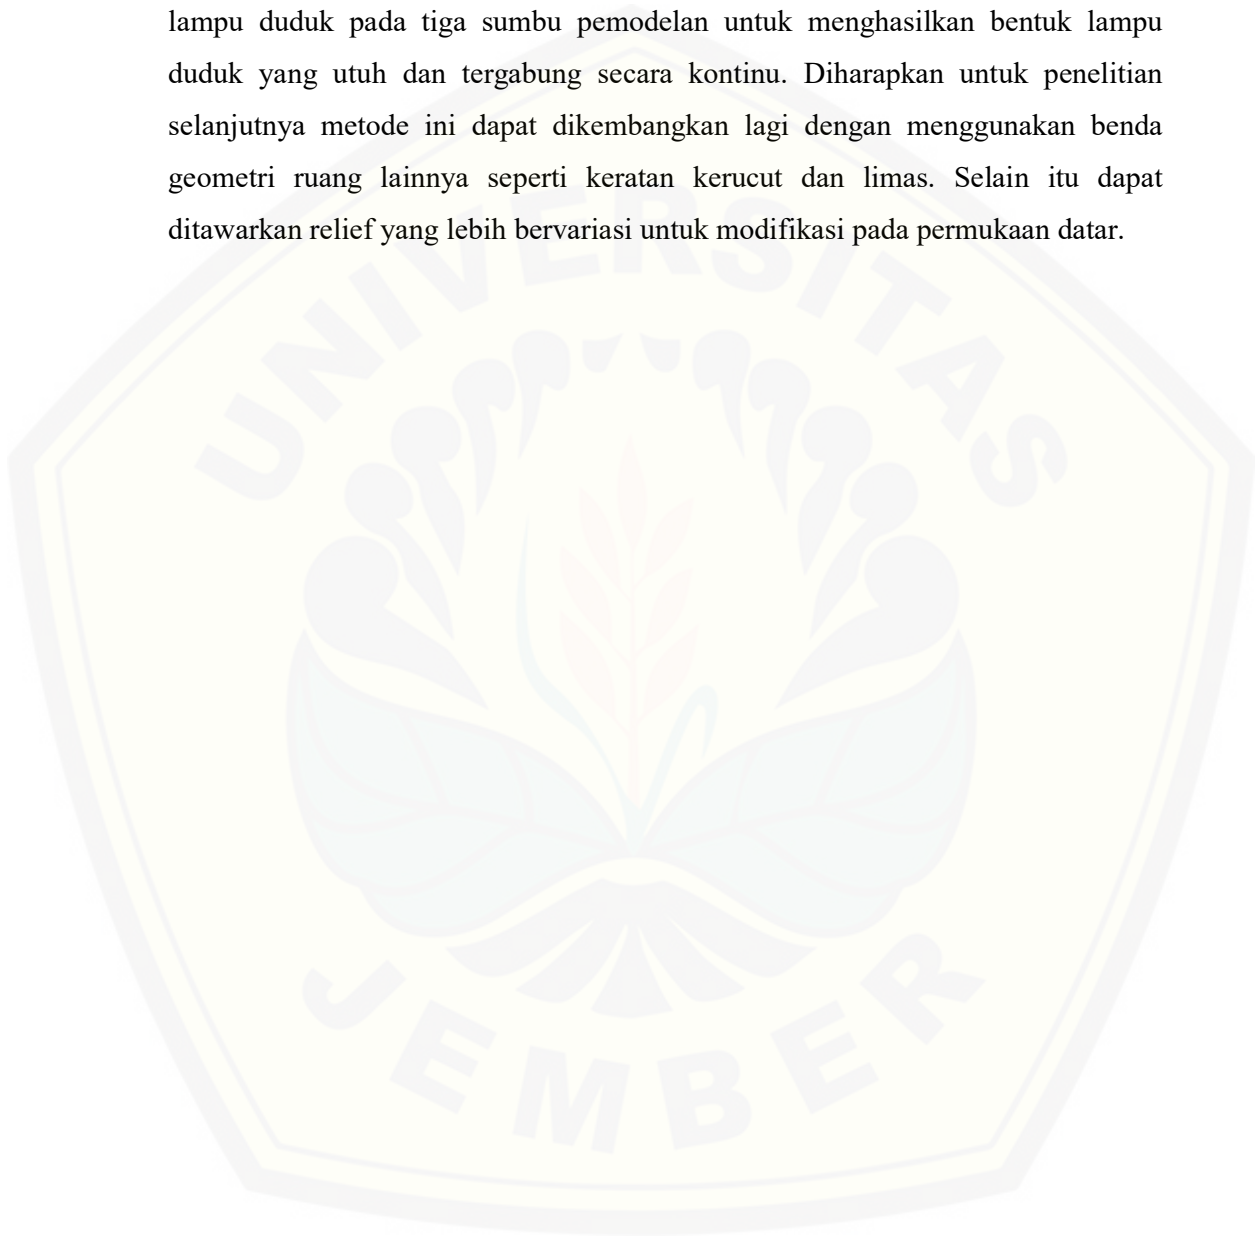 lampu duduk pada tiga sumbu pemodelan untuk menghasilkan bentuk lampu
duduk yang utuh dan tergabung secara kontinu. Diharapkan untuk penelitian
selanjutnya metode ini dapat dikembangkan lagi dengan menggunakan benda
geometri ruang lainnya seperti keratan kerucut dan limas. Selain itu dapat
ditawarkan relief yang lebih bervariasi untuk modifikasi pada permukaan datar.
UNIVERSITAS
JEMBER